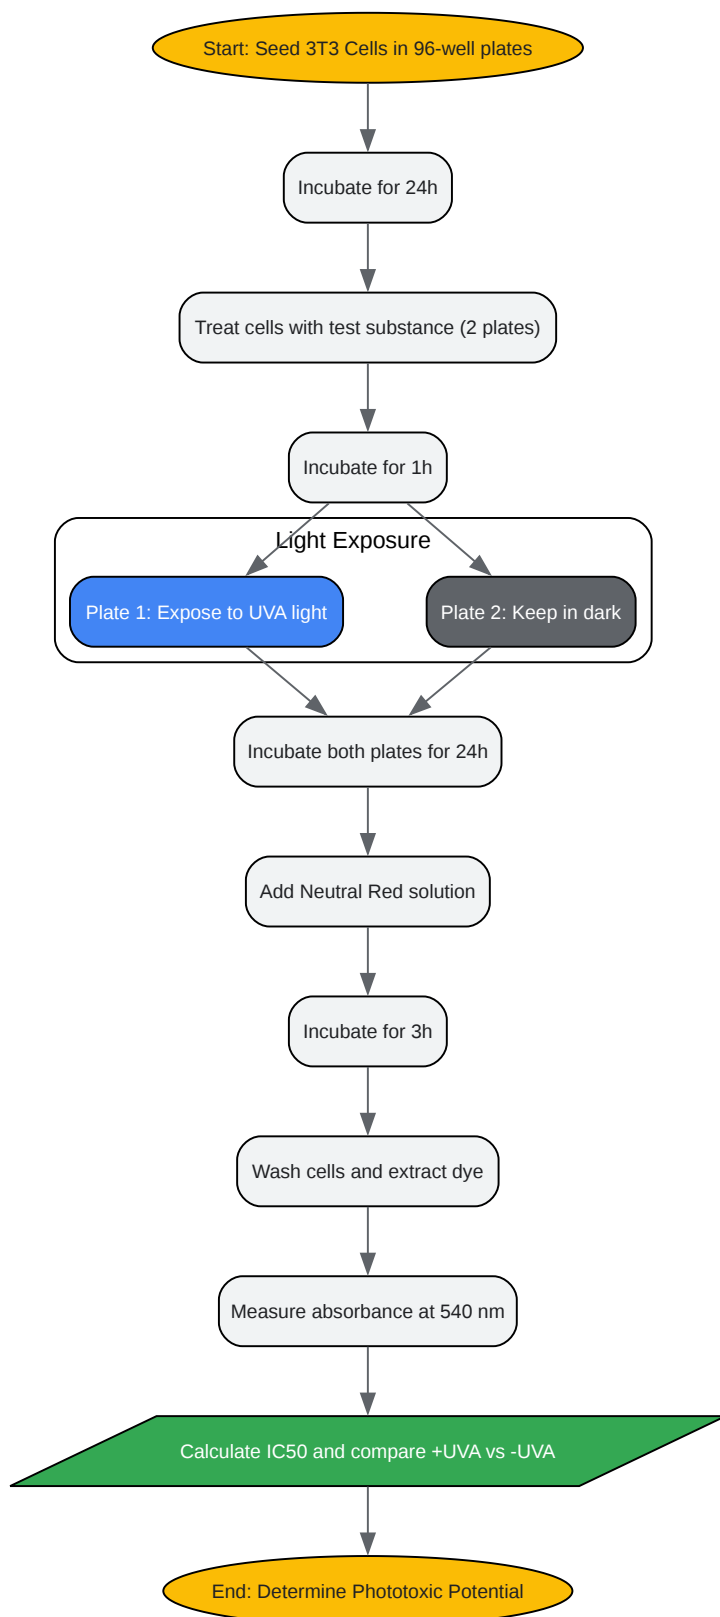 Start: Seed 3T3 Cells in 96-well plates
Incubate for 24h
Treat cells with test substance (2 plates)
Incubate for 1h
Light Exposure
Plate 1: Expose to UVA light
Plate 2: Keep in dark
Incubate both plates for 24h
Add Neutral Red solution
Incubate for 3h
Wash cells and extract dye
Measure absorbance at 540 nm
Calculate IC50 and compare +UVA vs -UVA
End: Determine Phototoxic Potential